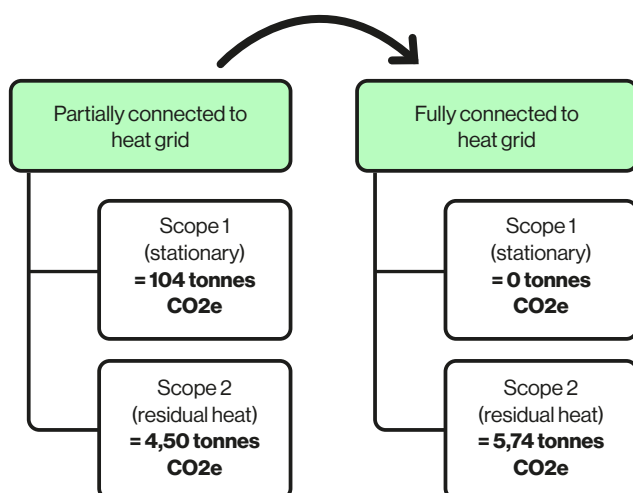 Partially connected to
heat grid
Scope 1
(stationary)
= 104 tonnes
CO2e
Scope 2
(residual heat)
= 4,50 tonnes
CO2e
Fully connected to
heat grid
Scope 1
(stationary)
= 0 tonnes
CO2e
Scope 2
(residual heat)
= 5,74 tonnes
CO2e